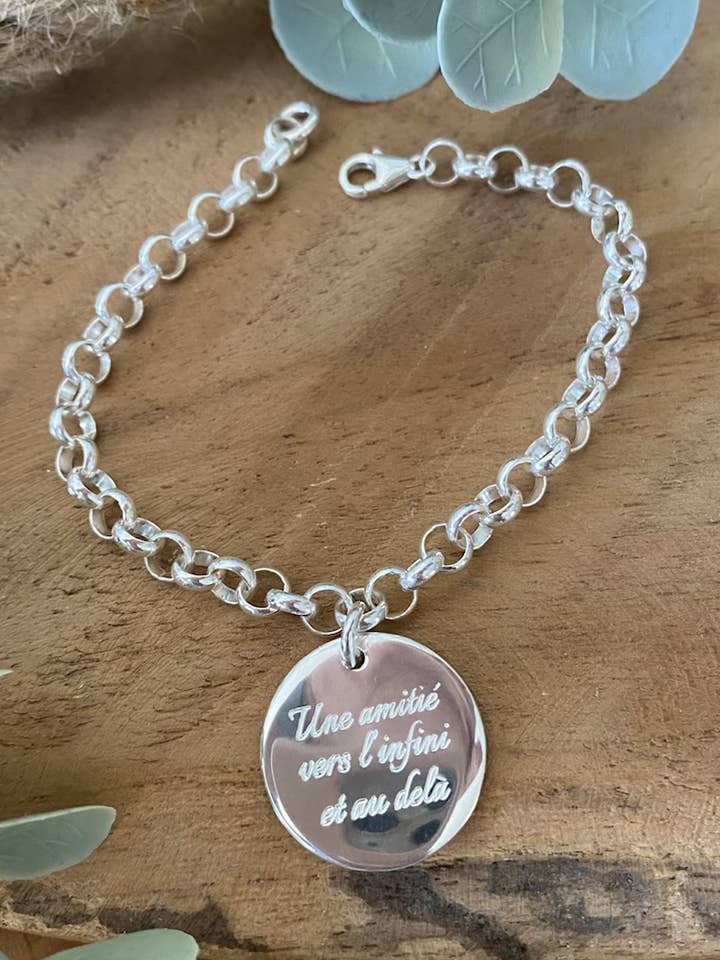 Une amitié
vers l'infini
et au delà